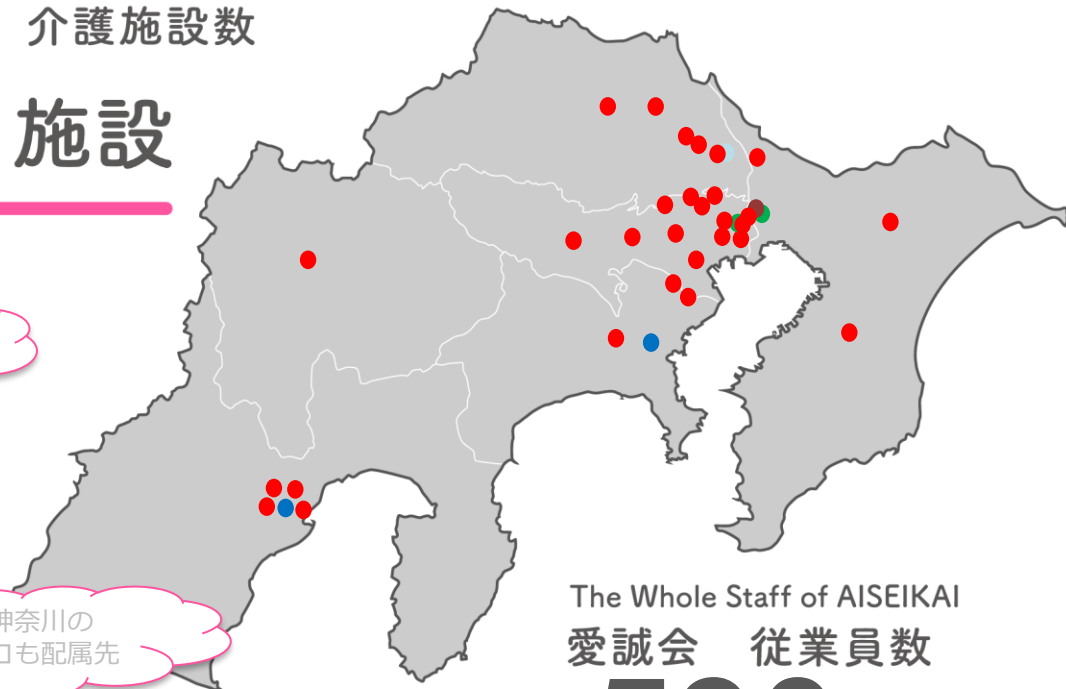 介護施設数
施設
神奈川の
も配属先
The Whole Staff of AISEIKAI
愛誠会　従業員数